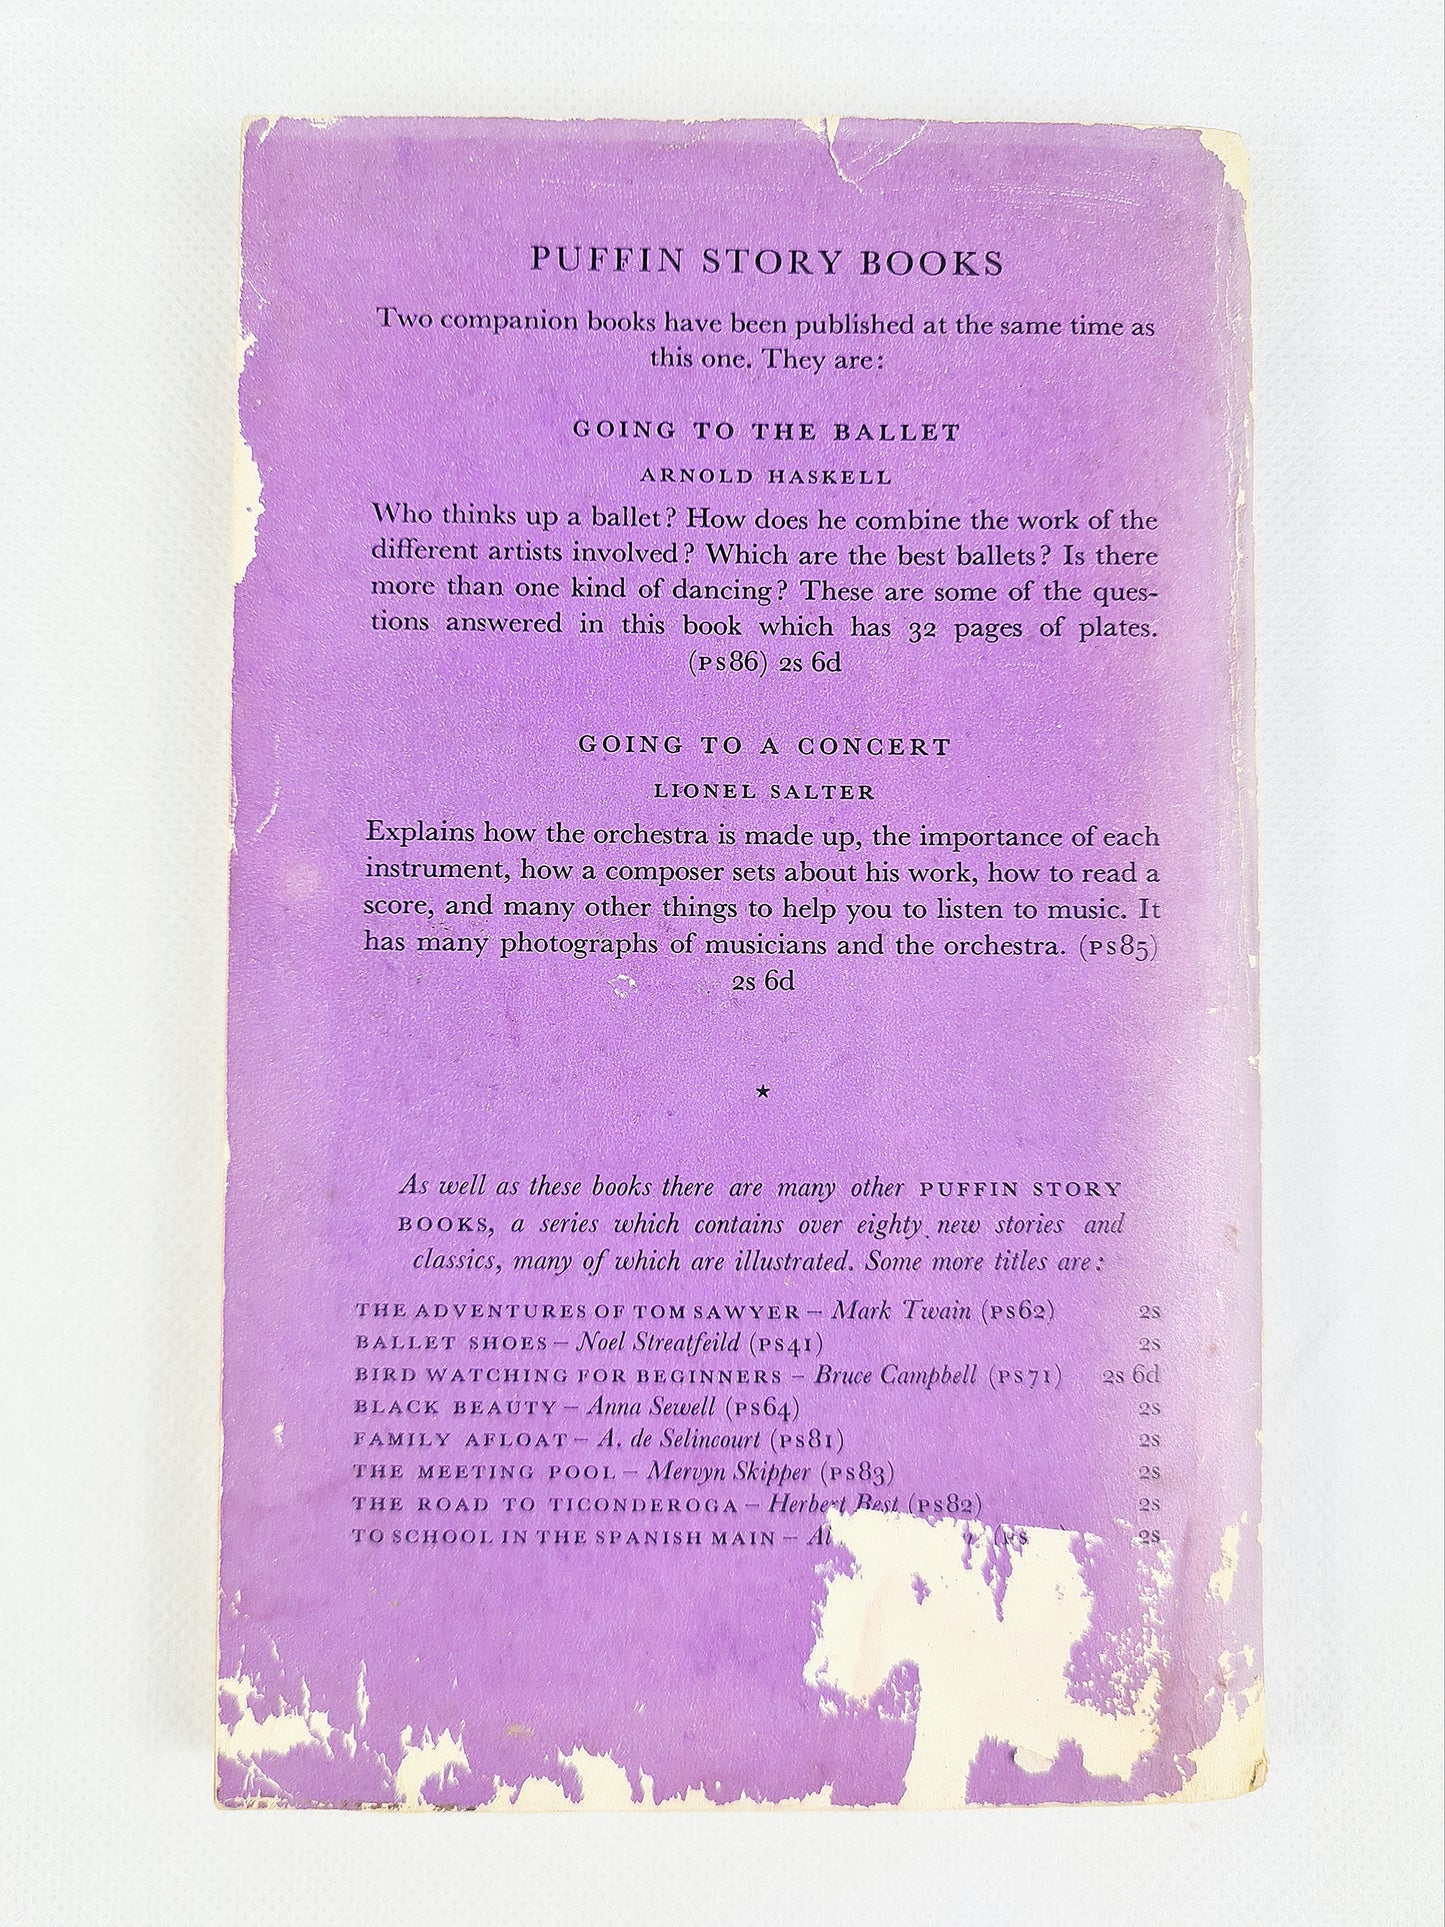 PUFFIN STORY BOOKS
Two companion books have been published at the same time as
this one. They are:
GOING TO THE BALLET
ARNOLD HASKELL
Who thinks up a ballet? How does he combine the work of the
different artists involved? Which are the best ballets? Is there
more than one kind of dancing? These are some of the ques-
tions answered in this book which has 32 pages of plates.
(PS86) 2s 6d
GOING TO A CONCERT
LIONEL SALTER
Explains how the orchestra is made up, the importance of each
instrument, how a composer sets about his work, how to read a
score, and many other things to help you to listen to music. It
has many photographs of musicians and the orchestra. (PS85)
2s 6d
★
As well as these books there are many other PUFFIN STORY
BOOKS, a series which contains over eighty new stories and
classics, many of which are illustrated. Some more titles are:
THE ADVENTURES OF TOM SAWYER – Mark Twain (PS62) 2s
BALLET SHOES – Noel Streatfeild (PS41) 2s
BIRD WATCHING FOR BEGINNERS – Bruce Campbell (PS71) 2s 6d
BLACK BEAUTY – Anna Sewell (PS64) 2s
FAMILY AFLOAT – A. de Selincourt (PS81) 2s
THE MEETING POOL – Mervyn Skipper (PS83) 2s
THE ROAD TO TICONDEROGA – Herbert Best (PS82) 2s
TO SCHOOL IN THE SPANISH MAIN – 2s